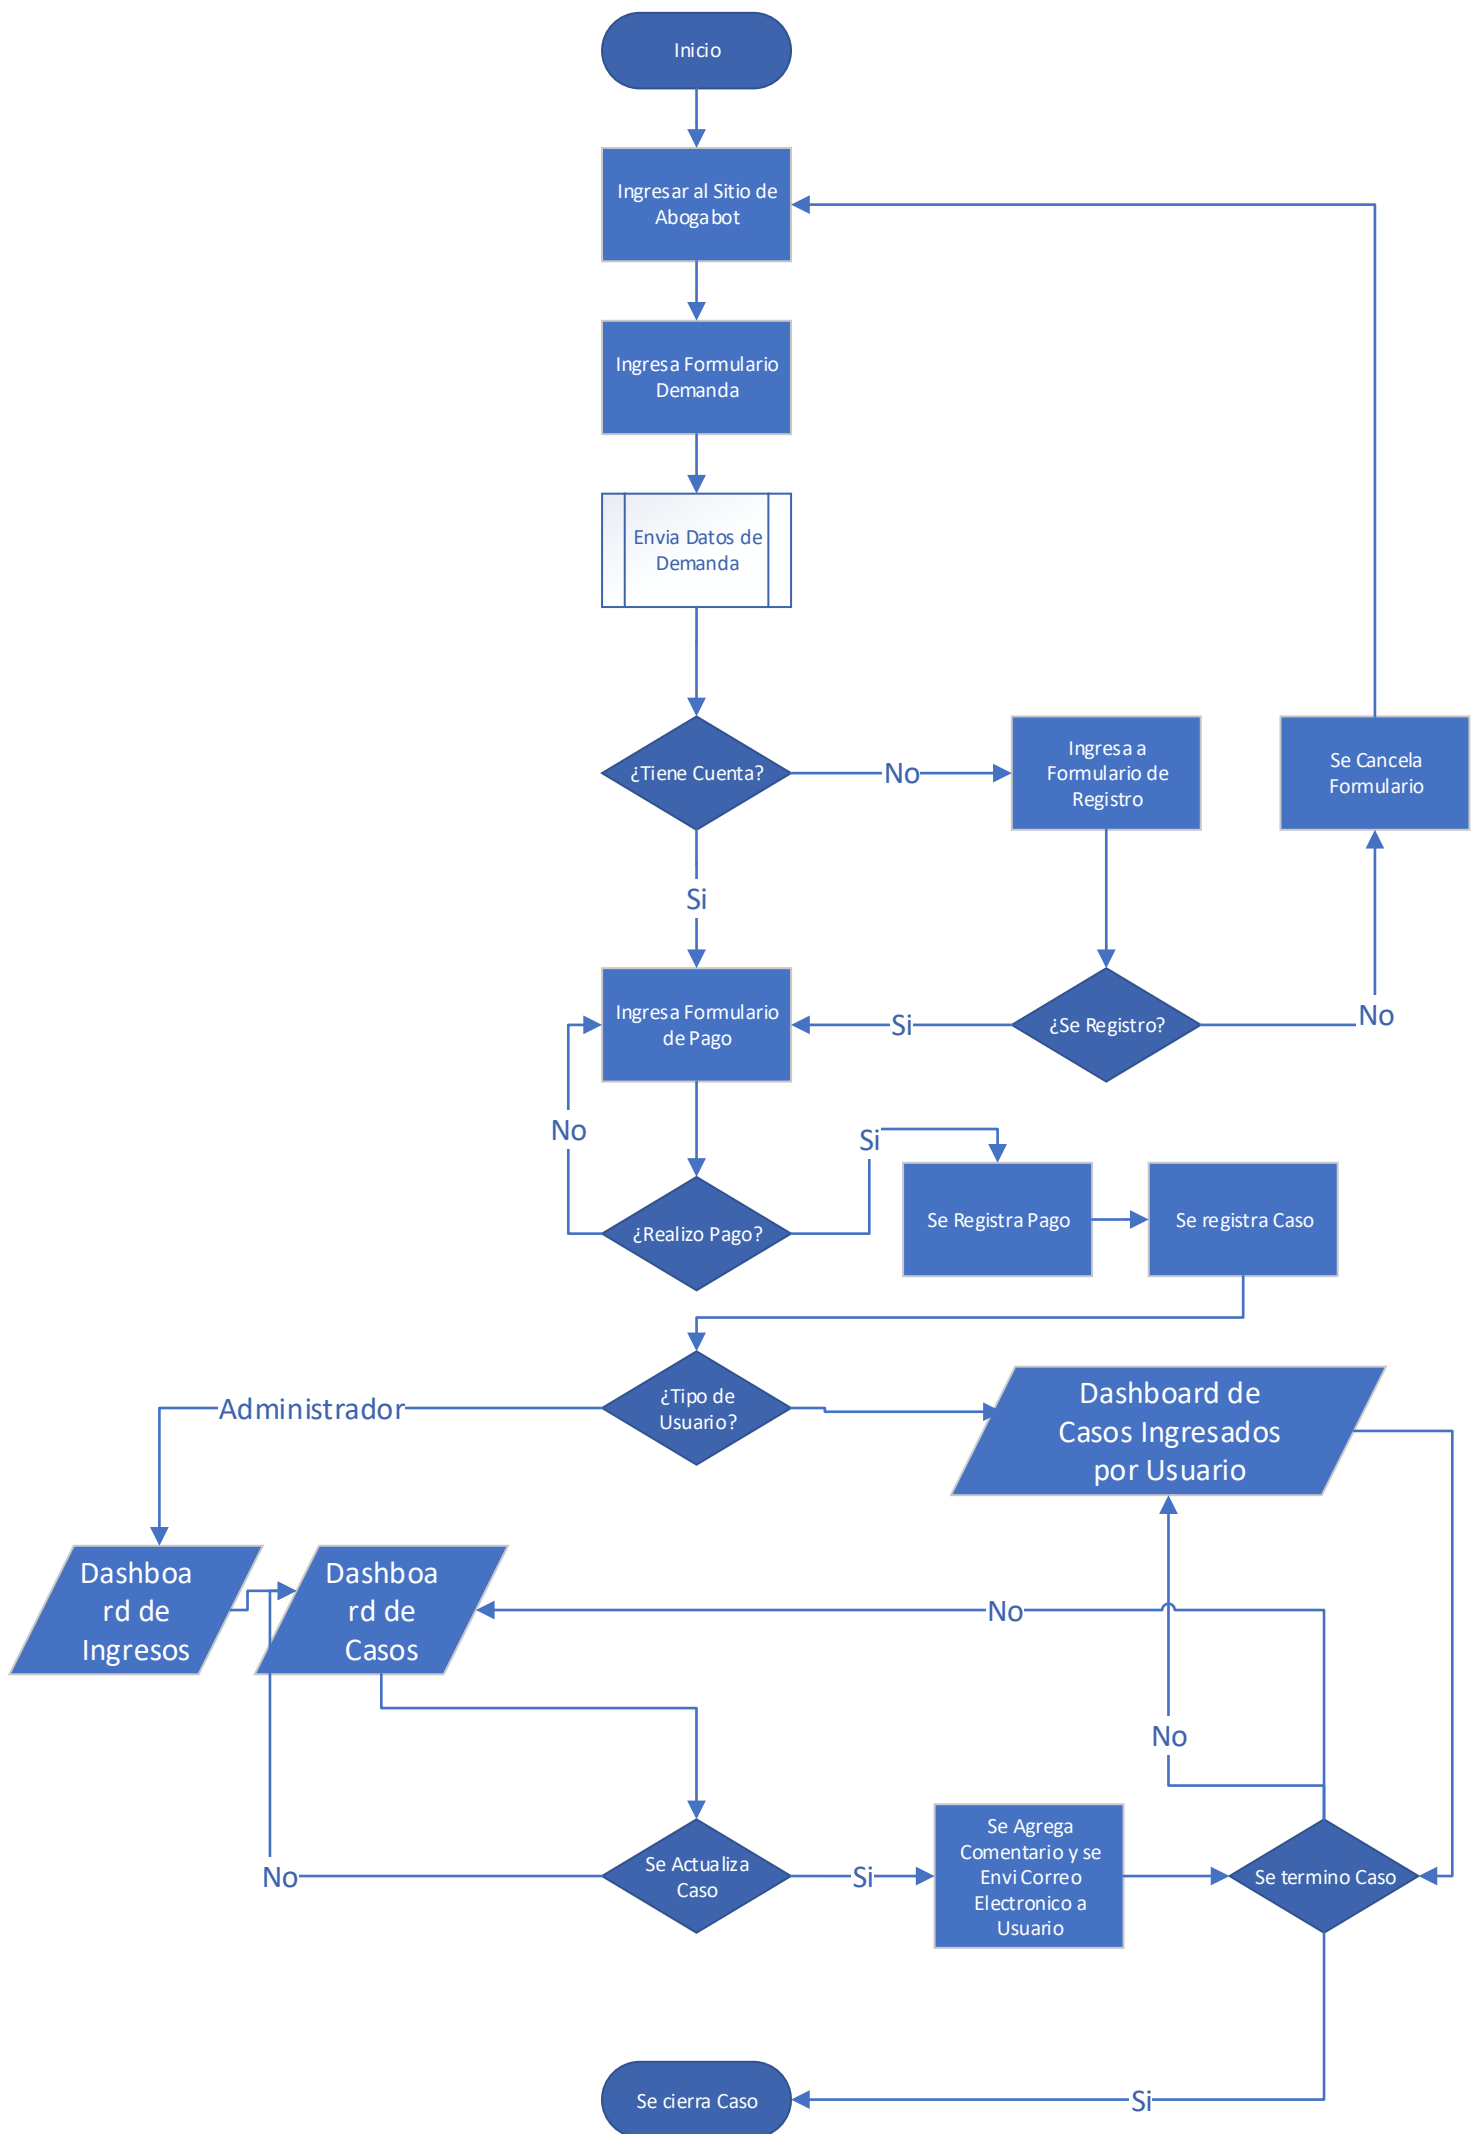 Inicio
Ingresar al Sitio de
Abogabot
Ingresa Formulario
Demanda
Envia Datos de
Demanda
¿Tiene Cuenta?
No
Ingresa a
Formulario de
Registro
Se Cancela
Formulario
Si
Ingresa Formulario
de Pago
Si
¿Se Registro?
No
No
Si
¿Realizo Pago?
Se Registra Pago
Se registra Caso
Administrador
¿Tipo de
Usuario?
Dashboard de
Casos Ingresados
por Usuario
Dashboa
rd de
Ingresos
Dashboa
rd de
Casos
No
No
No
Se Actualiza
Caso
Si
Se Agrega
Comentario y se
Envi Correo
Electronico a
Usuario
Se termino Caso
Se cierra Caso
Si